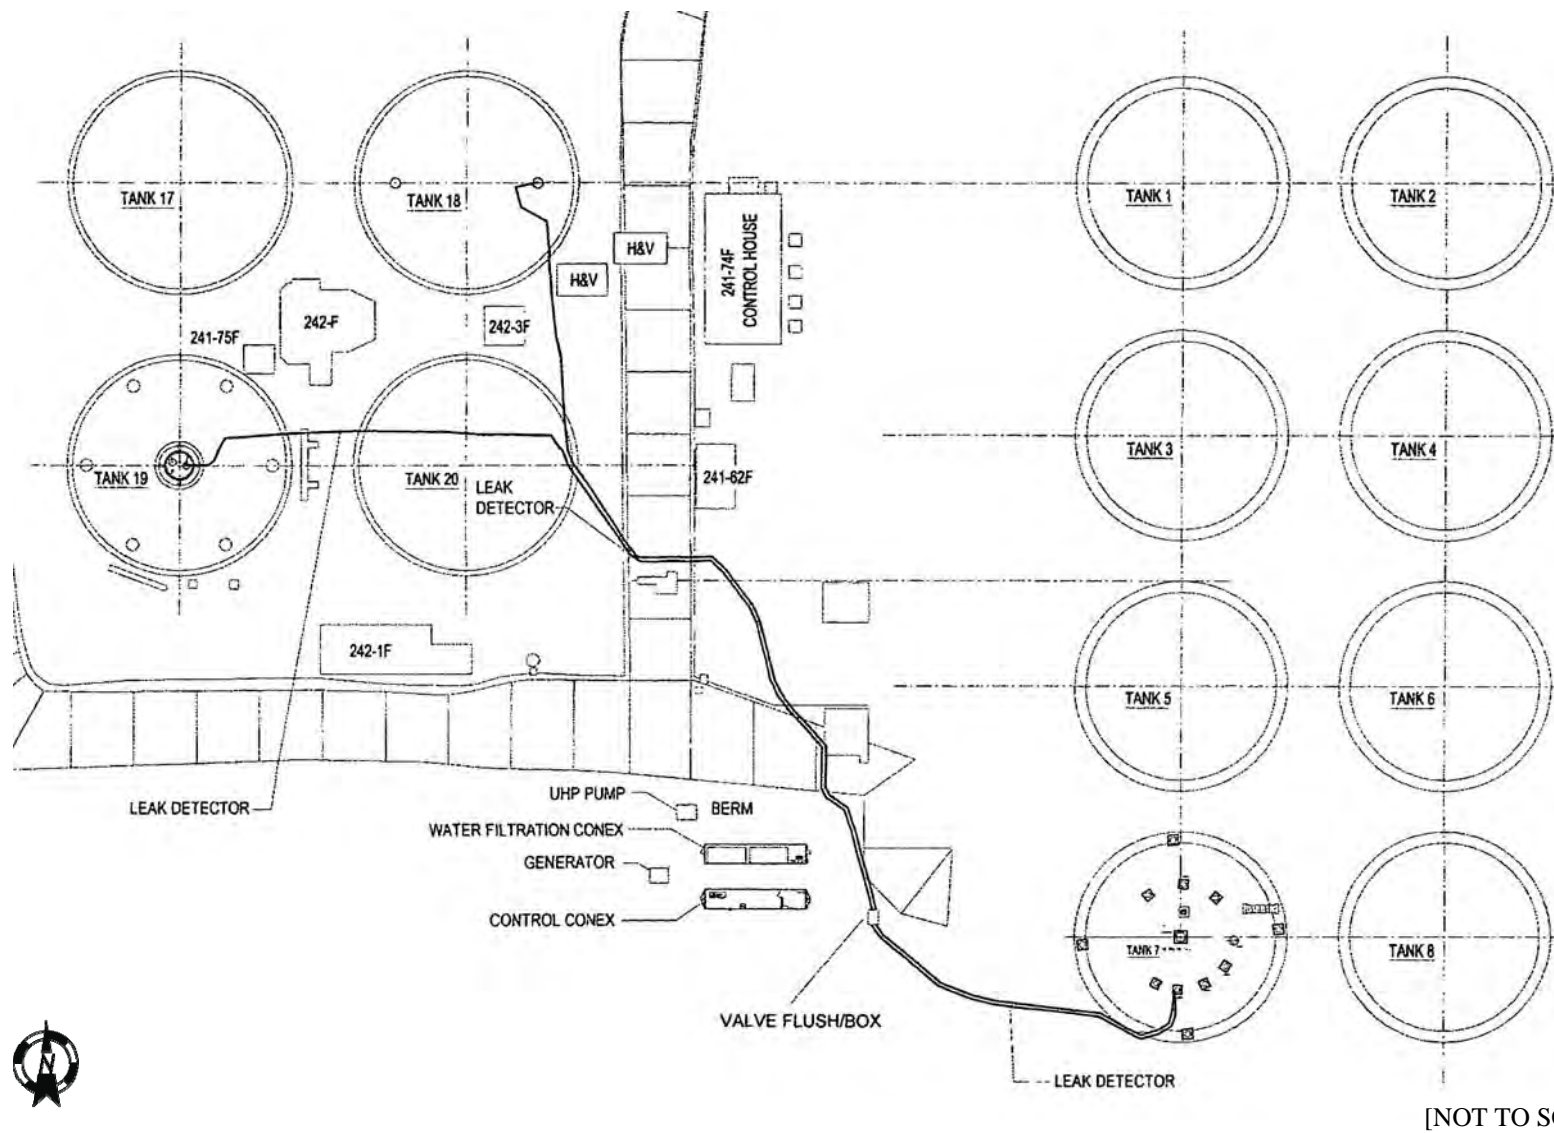 TANK 17
TANK 18
TANK 1
TANK 2
H&V
H&V
241-74F
CONTROL HOUSE
242-F
242-3F
241-75F
TANK 3
TANK 4
TANK 19
TANK 20
LEAK
DETECTOR
241-62F
242-1F
TANK 5
TANK 6
LEAK DETECTOR
UHP PUMP
BERM
WATER FILTRATION CONEX
GENERATOR
CONTROL CONEX
TANK 7
TANK 8
VALVE FLUSH/BOX
N
LEAK DETECTOR
[NOT TO